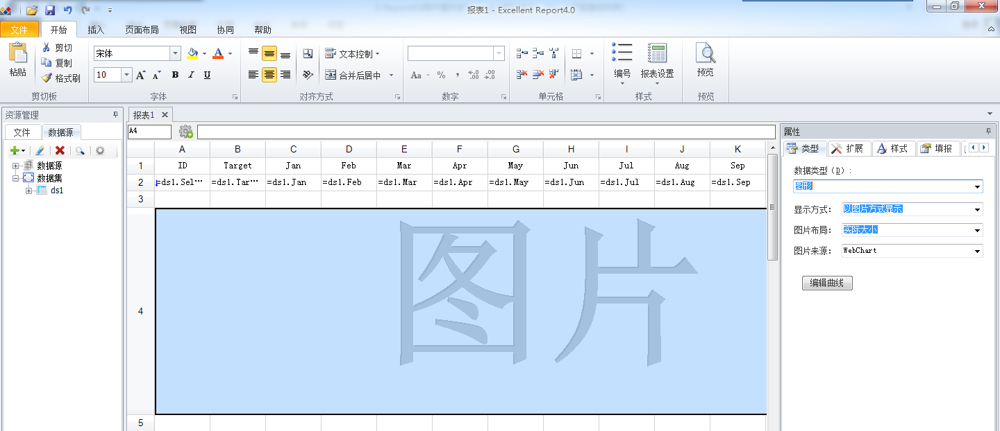 报表1 - Excellent Report4.0
文件 开始 插入 页面布局 视图 协同 帮助
粘贴 剪切 复制 格式刷
剪切板
宋体
10
B I U
字体
文本控制
合并后居中
对齐方式
Aa % , .00
数字
单元格
编号 报表设置
样式
预览
预览
资源管理
文件 数据源
数据源
数据集
ds1
报表1
A4
A B C D E F G H I J K
1 ID Target Jan Feb Mar Apr May Jun Jul Aug Sep
2 =ds1.Sel… =ds1.Tar… =ds1.Jan =ds1.Feb =ds1.Mar =ds1.Apr =ds1.May =ds1.Jun =ds1.Jul =ds1.Aug =ds1.Sep
3
4 图片
5
属性
类型 扩展 样式 填报
数据类型(D):
图形
显示方式: 以图片方式显示
图片布局: 实际大小
图片来源: WebChart
编辑曲线